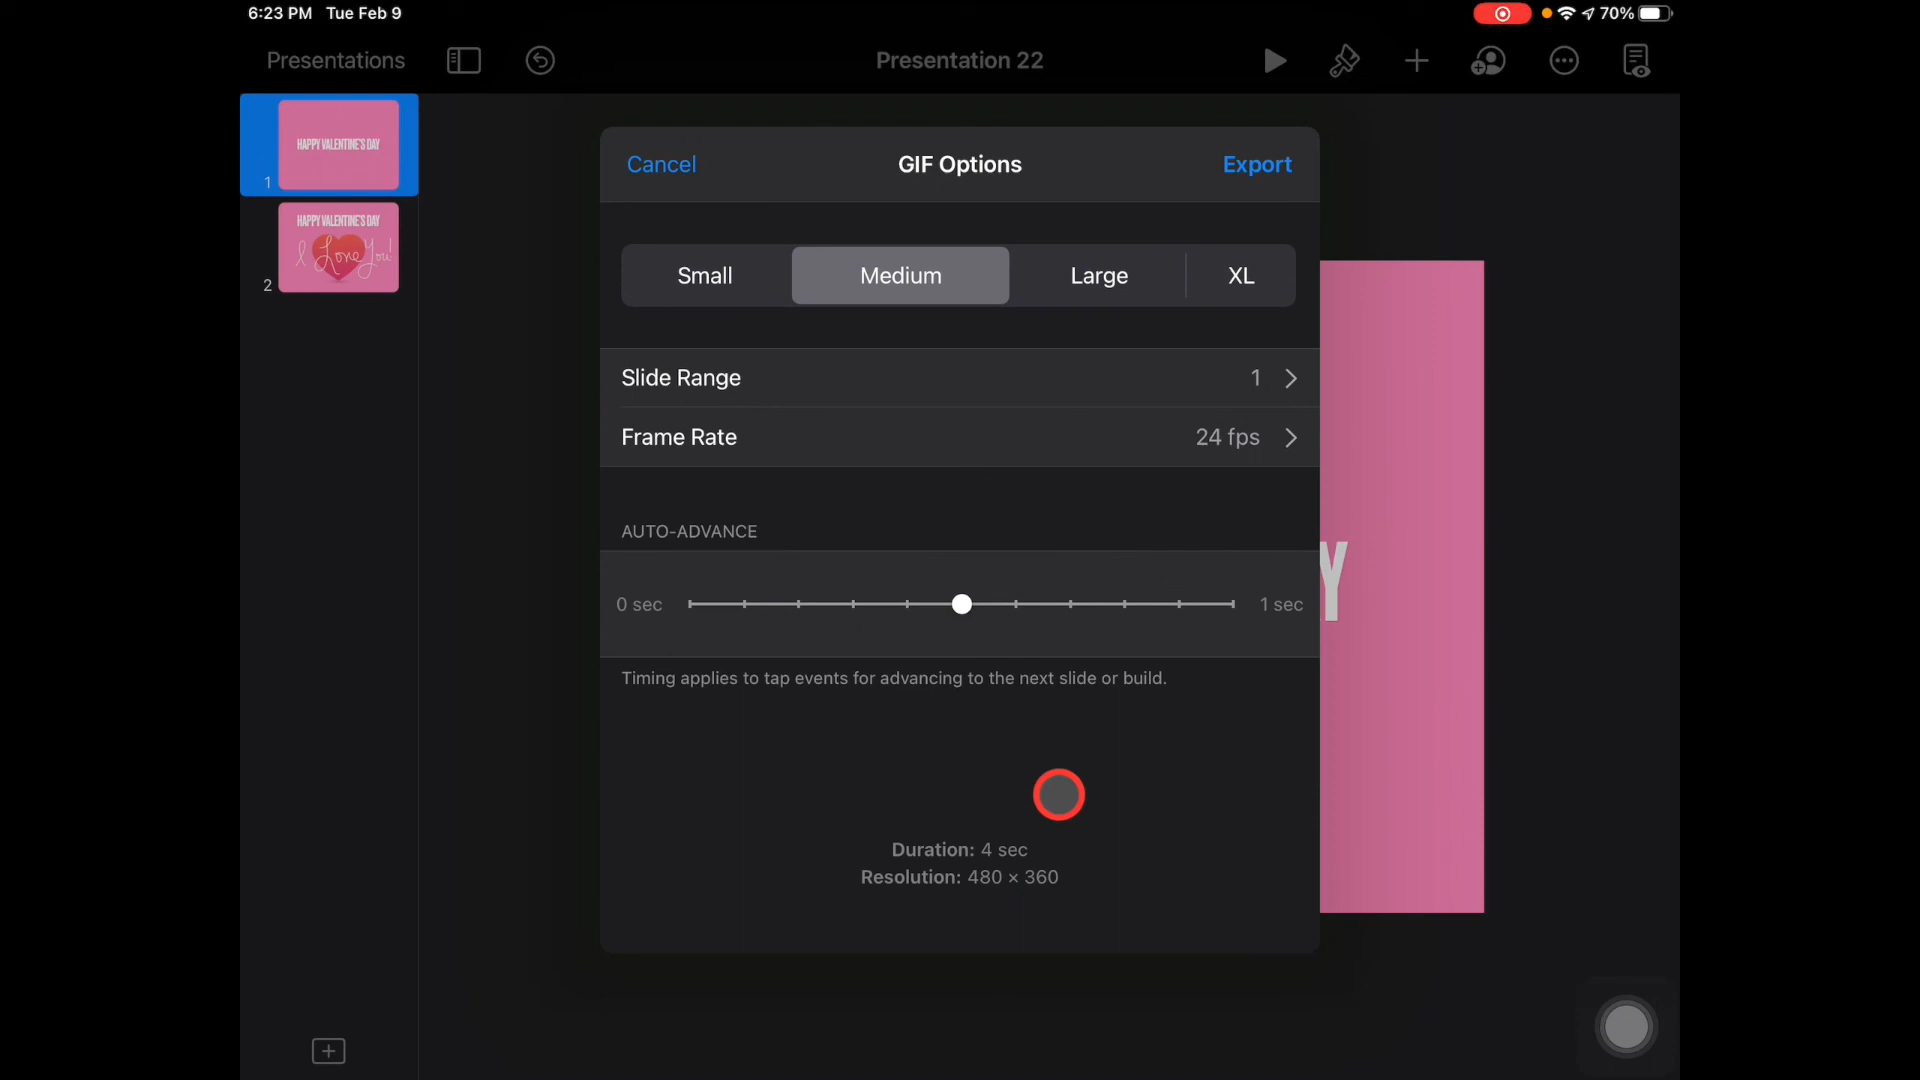 6:23 PM Tue Feb 9
70%
Presentations
Presentation 22
HAPPY VALENTINE'S DAY
1
HAPPY VALENTINE'S DAY
I Love You!
2
Cancel
GIF Options
Export
Small
Medium
Large
XL
Slide Range
1
Frame Rate
24 fps
AUTO-ADVANCE
0 sec
1 sec
Y
Timing applies to tap events for advancing to the next slide or build.
Duration: 4 sec
Resolution: 480 × 360